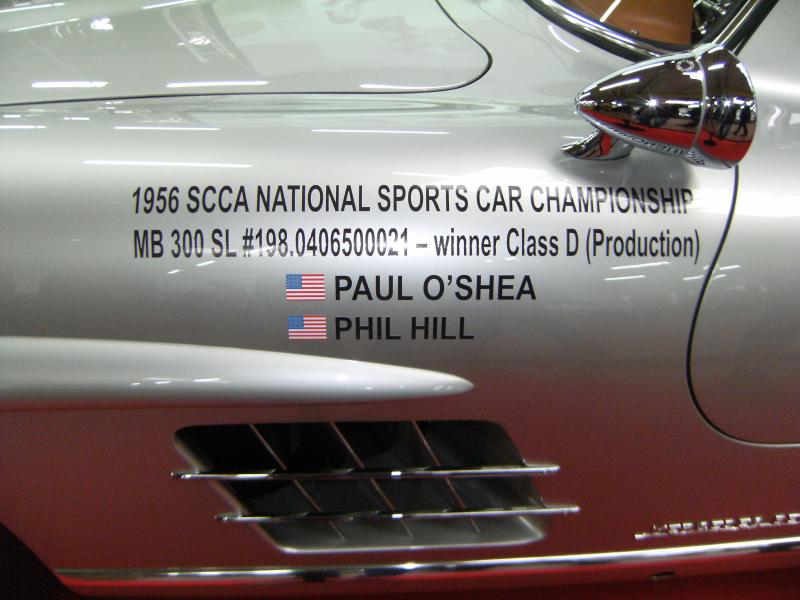 1956 SCCA NATIONAL SPORTS CAR CHAMPIONSHIP
MB 300 SL #198.0406500021 – winner Class D (Production)
PAUL O'SHEA
PHIL HILL